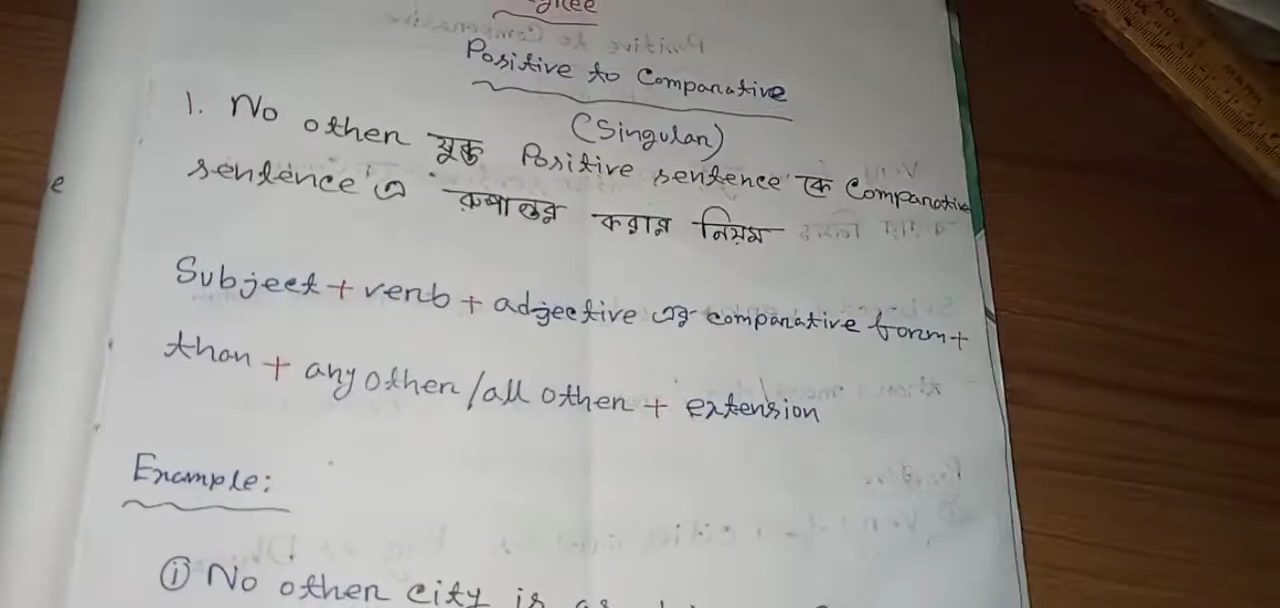 Positive to Comparative
(Singular)
1. No other যুক্ত Positive sentence কে Comparative
sentence এ রুপান্তর করার নিয়ম
Subject + verb + adjective এর comparative form +
than + any other / all other + extension
Example:
① No other city is as